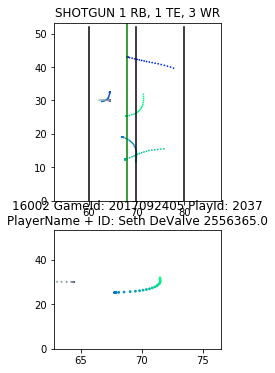 SHOTGUN 1 RB, 1 TE, 3 WR
50
40
30
20
10
0
60 70 80
16002 GameId: 2017092405 PlayId: 2037
PlayerName + ID: Seth DeValve 2556365.0
40
20
0
65 70 75